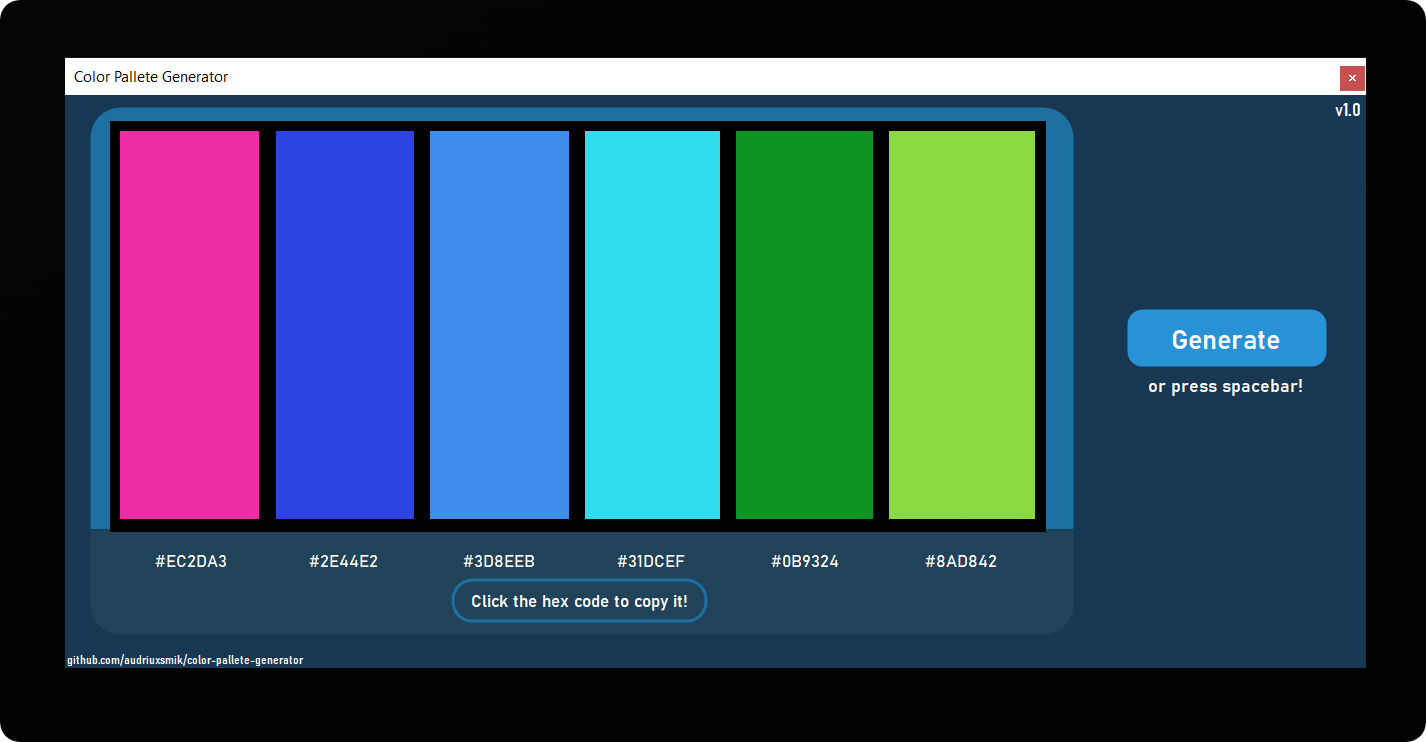 Color Pallete Generator
v1.0
Generate
or press spacebar!
#EC2DA3 #2E44E2 #3D8EEB #31DCEF #0B9324 #8AD842
Click the hex code to copy it!
github.com/audriuxsmik/color-pallete-generator